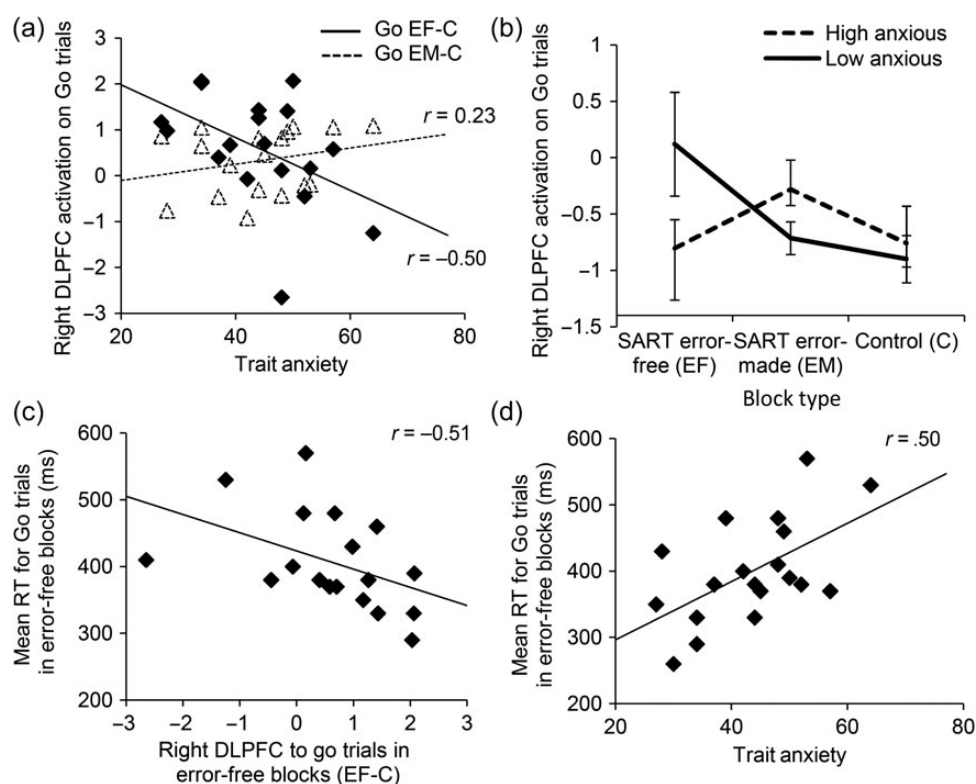 (a)
Go EF-C
Go EM-C
Right DLPFC activation on Go trials
3
2
1
0
−1
−2
−3
r = 0.23
r = −0.50
20
40
60
80
Trait anxiety
(b)
High anxious
Low anxious
Right DLPFC activation on Go trials
1
0.5
0
−0.5
−1
−1.5
SART error- SART error- Control (C)
free (EF) made (EM)
Block type
(c)
r = −0.51
Mean RT for Go trials
in error-free blocks (ms)
600
500
400
300
200
−3
−2
−1
0
1
2
3
Right DLPFC to go trials in
error-free blocks (EF-C)
(d)
r = .50
Mean RT for Go trials
in error-free blocks (ms)
600
500
400
300
200
20
40
60
80
Trait anxiety